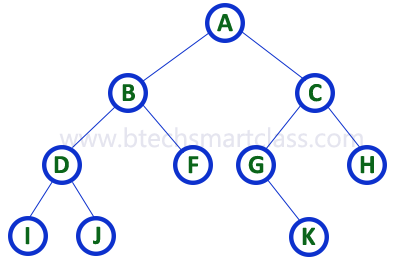 A
B C
www.btechsmartclass.com
D F G H
I J K